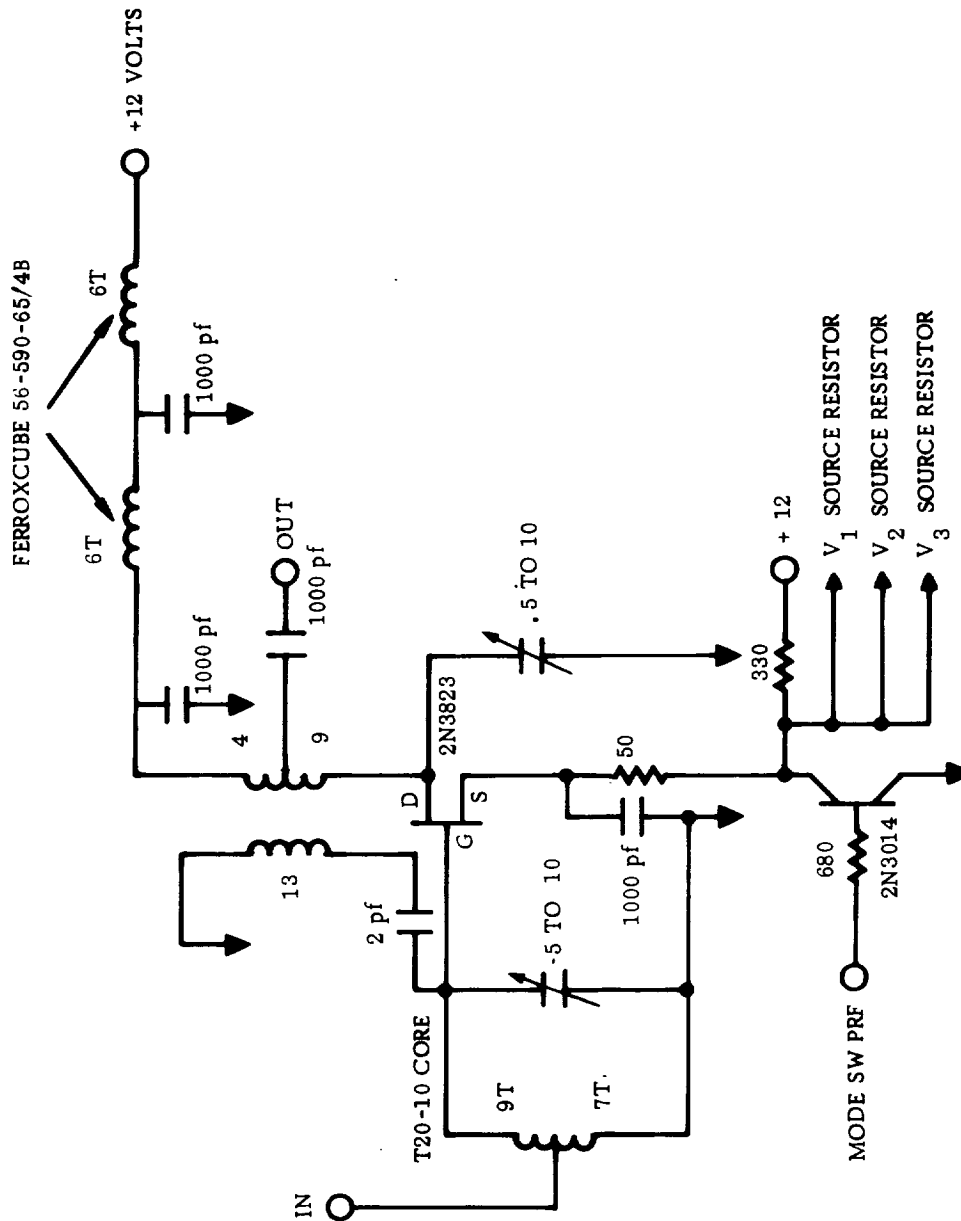 FERROXCUBE 56-590-65/4B
6T
6T
+12 VOLTS
1000 pf
1000 pf
4
9
OUT
1000 pf
13
2 pf
D
G
S
2N3823
.5 TO 10
T20-10 CORE
9T
7T.
IN
.5 TO 10
1000 pf
50
330
+ 12
680
2N3014
MODE SW PRF
V1 SOURCE RESISTOR
V2 SOURCE RESISTOR
V3 SOURCE RESISTOR